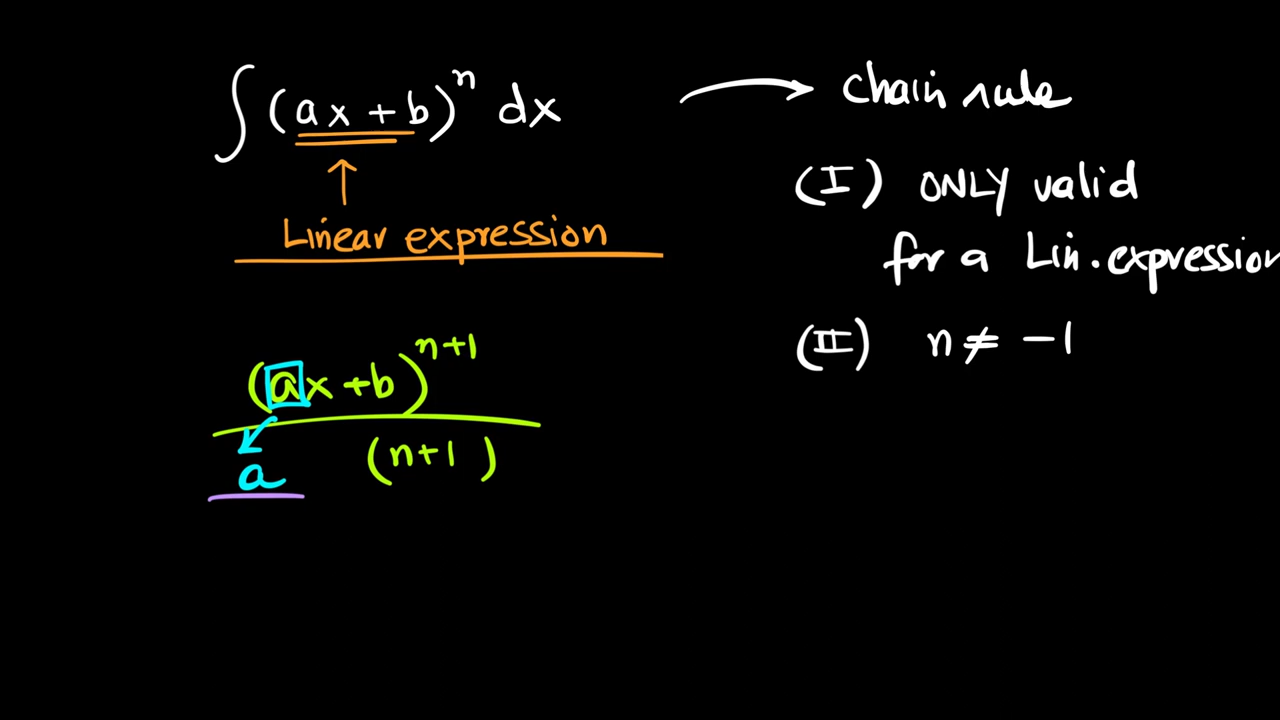 ∫ (ax + b)^n dx → chain rule
Linear expression
(I) ONLY valid
for a Lin. expression
(II) n ≠ -1
(ax + b)^{n+1}
a (n+1)